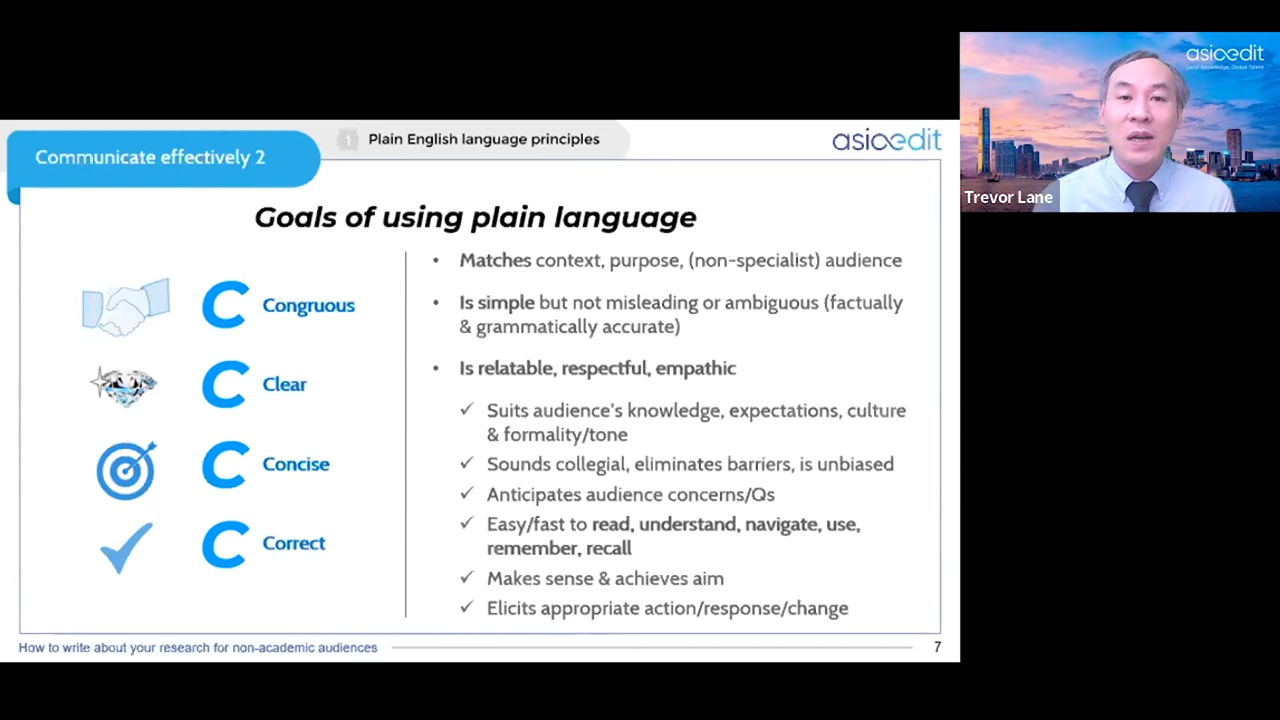 Communicate effectively 2
1 Plain English language principles
asiaedit
Goals of using plain language
C Congruous
C Clear
C Concise
C Correct
• Matches context, purpose, (non-specialist) audience
• Is simple but not misleading or ambiguous (factually
& grammatically accurate)
• Is relatable, respectful, empathic
✓ Suits audience's knowledge, expectations, culture
& formality/tone
✓ Sounds collegial, eliminates barriers, is unbiased
✓ Anticipates audience concerns/Qs
✓ Easy/fast to read, understand, navigate, use,
remember, recall
✓ Makes sense & achieves aim
✓ Elicits appropriate action/response/change
How to write about your research for non-academic audiences
7
asiaedit
Local Knowledge, Global Talent
Trevor Lane